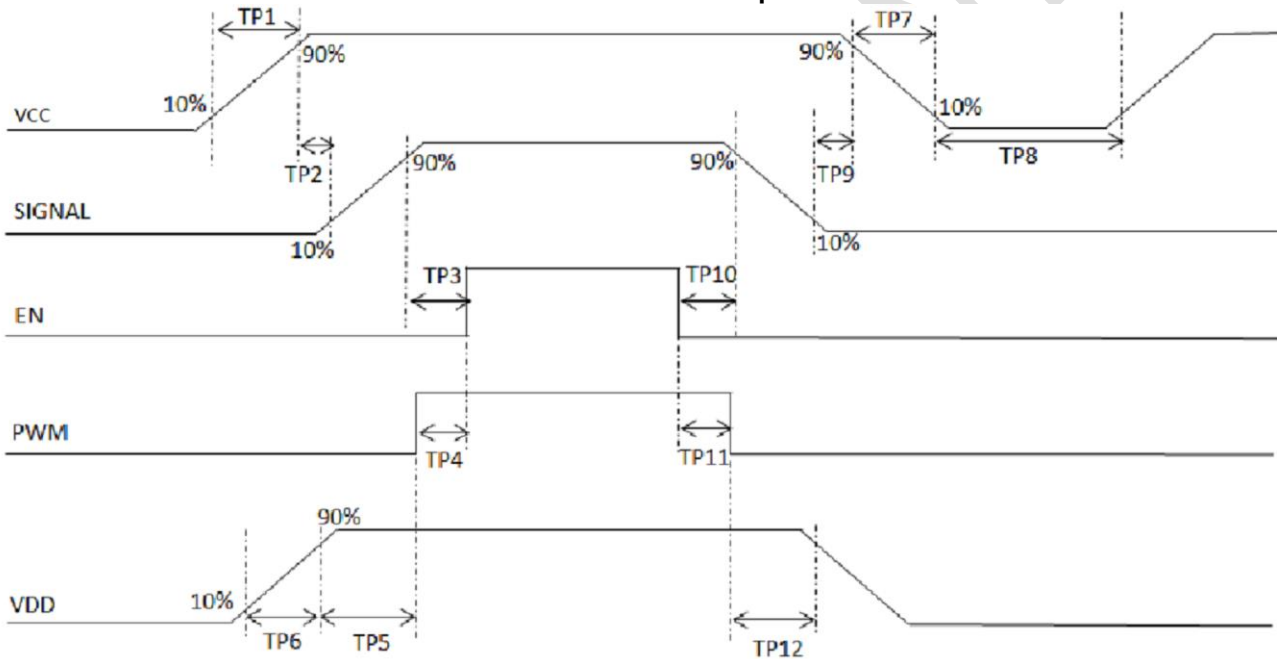 TP1
TP7
90%
90%
10%
VCC
10%
TP2
90%
90%
TP9
TP8
SIGNAL
10%
10%
TP3
TP10
EN
PWM
TP4
TP11
90%
10%
VDD
TP6
TP5
TP12